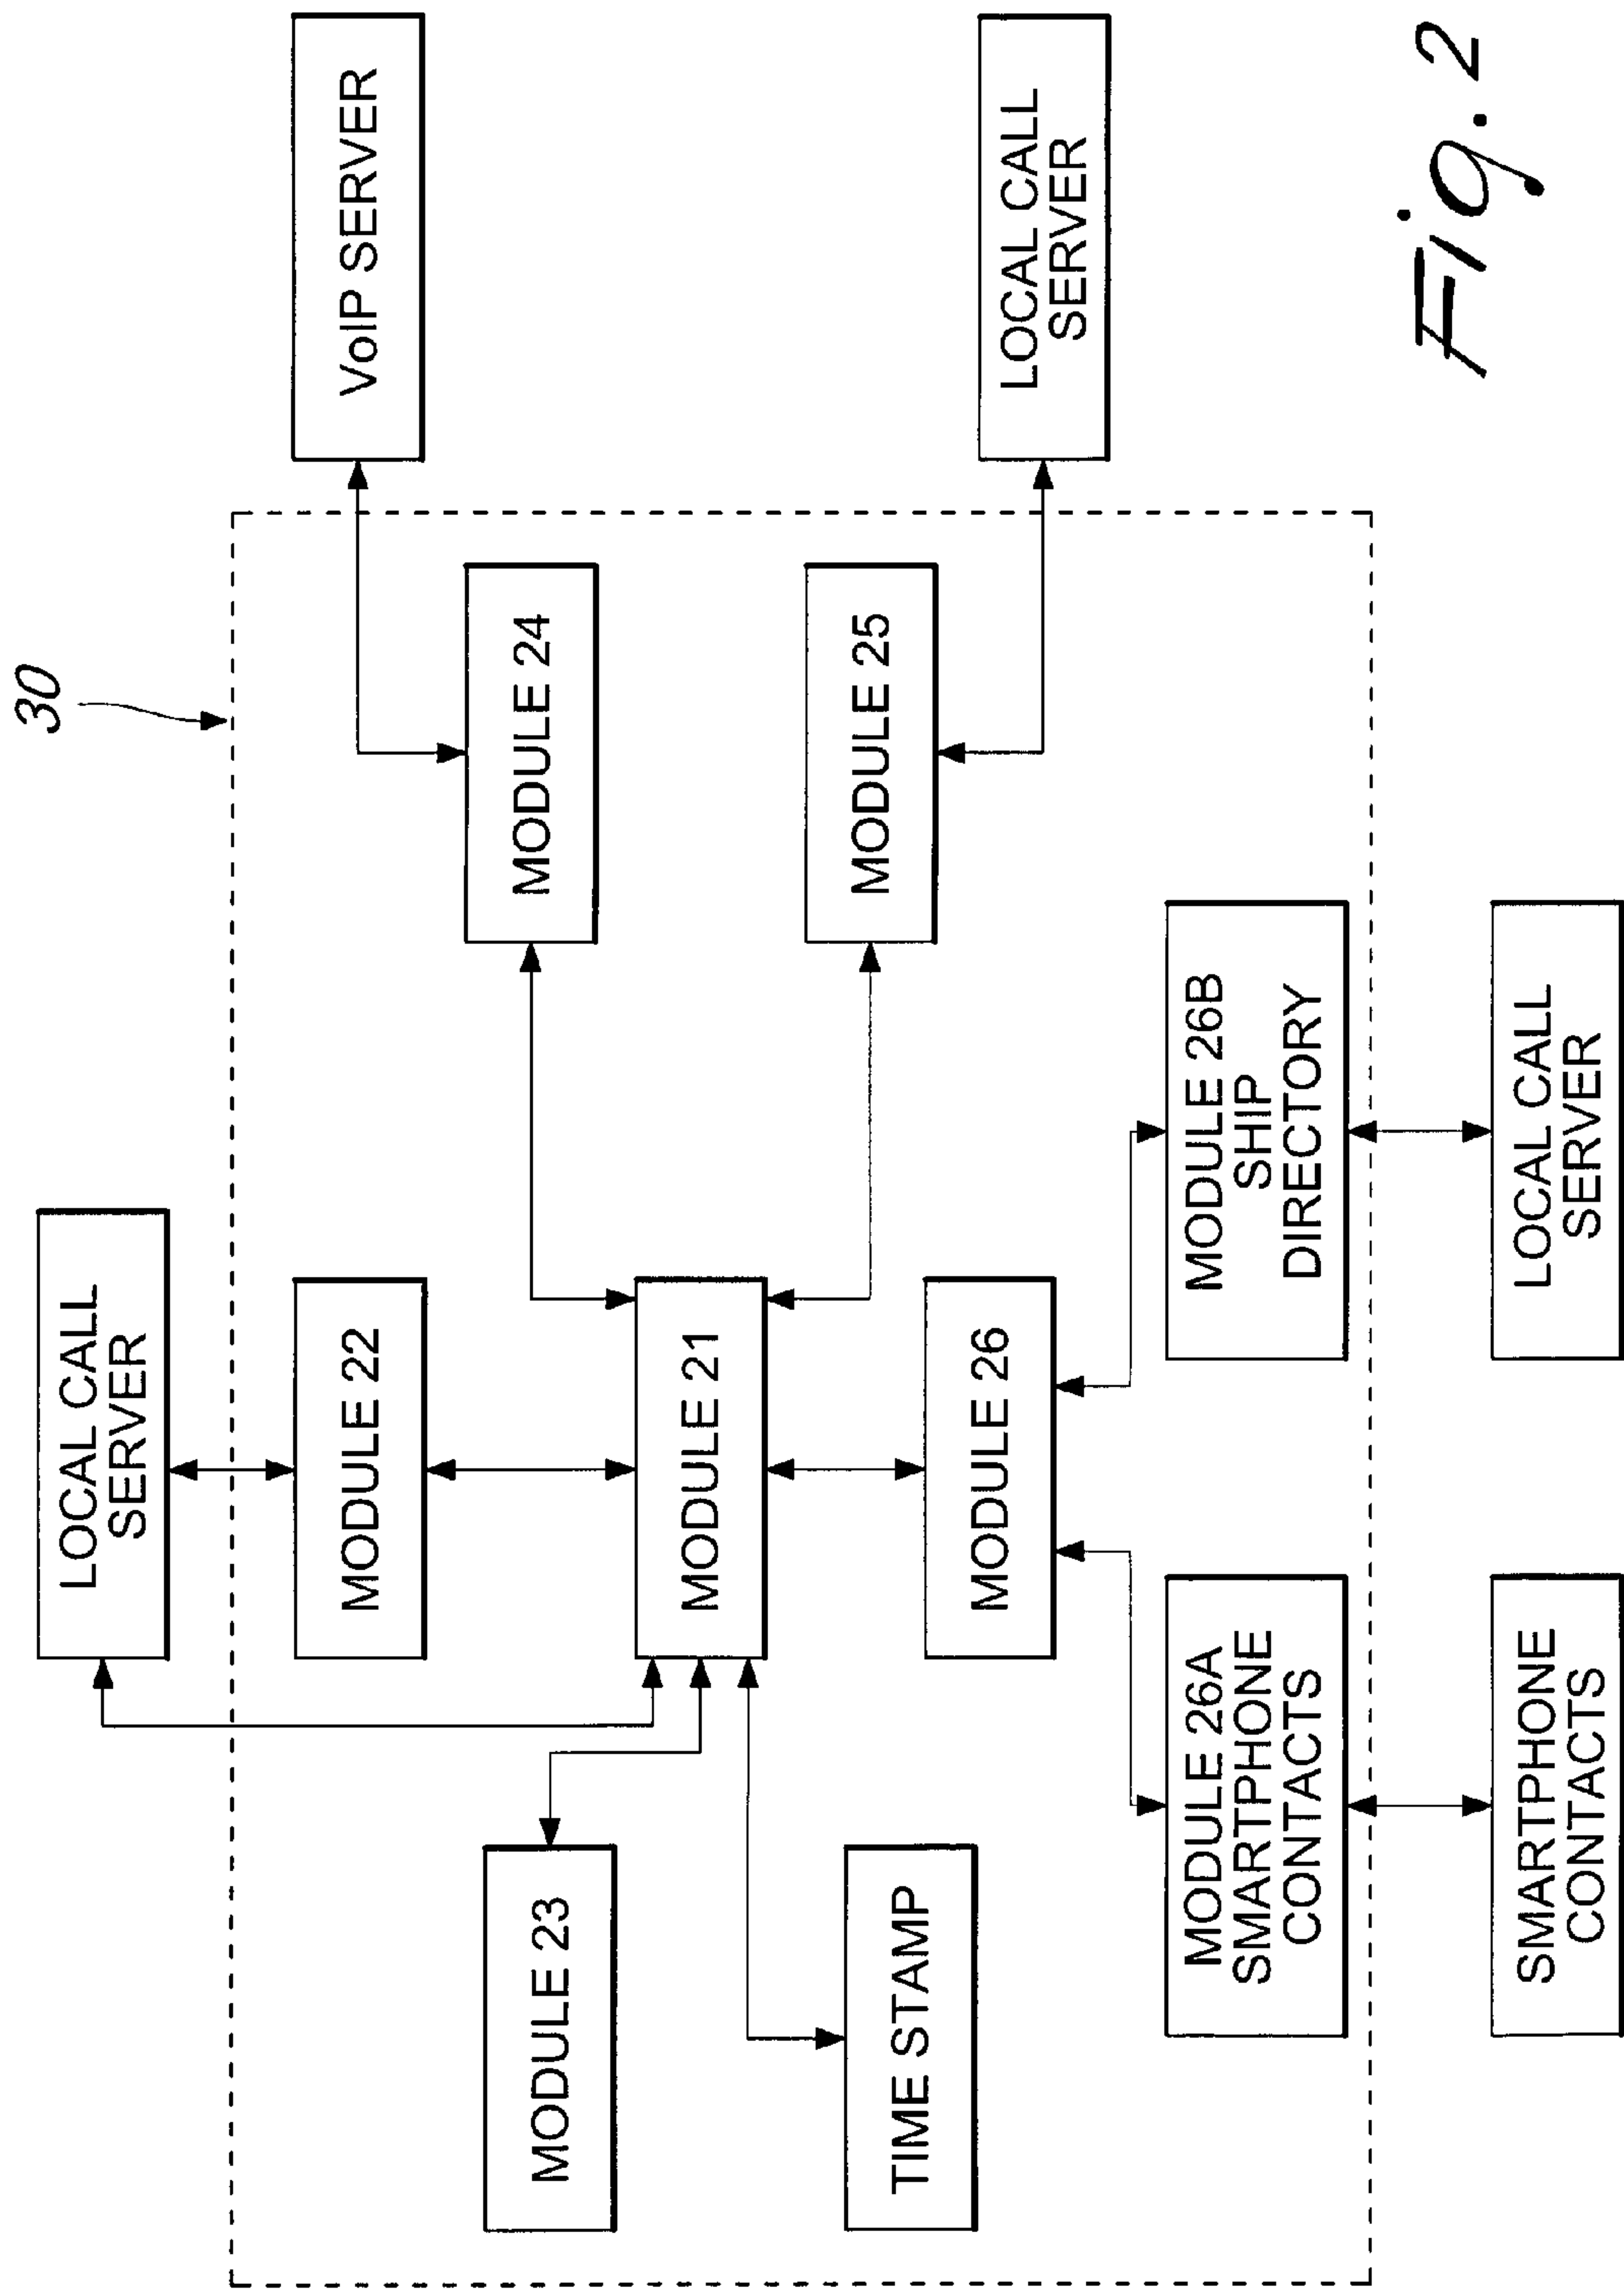 30
LOCAL CALL
SERVER
VoIP SERVER
MODULE 22
MODULE 23
MODULE 21
MODULE 24
TIME STAMP
MODULE 26
MODULE 25
LOCAL CALL
SERVER
MODULE 26A
SMARTPHONE
CONTACTS
MODULE 26B
SHIP
DIRECTORY
SMARTPHONE
CONTACTS
LOCAL CALL
SERVER
Fig. 2